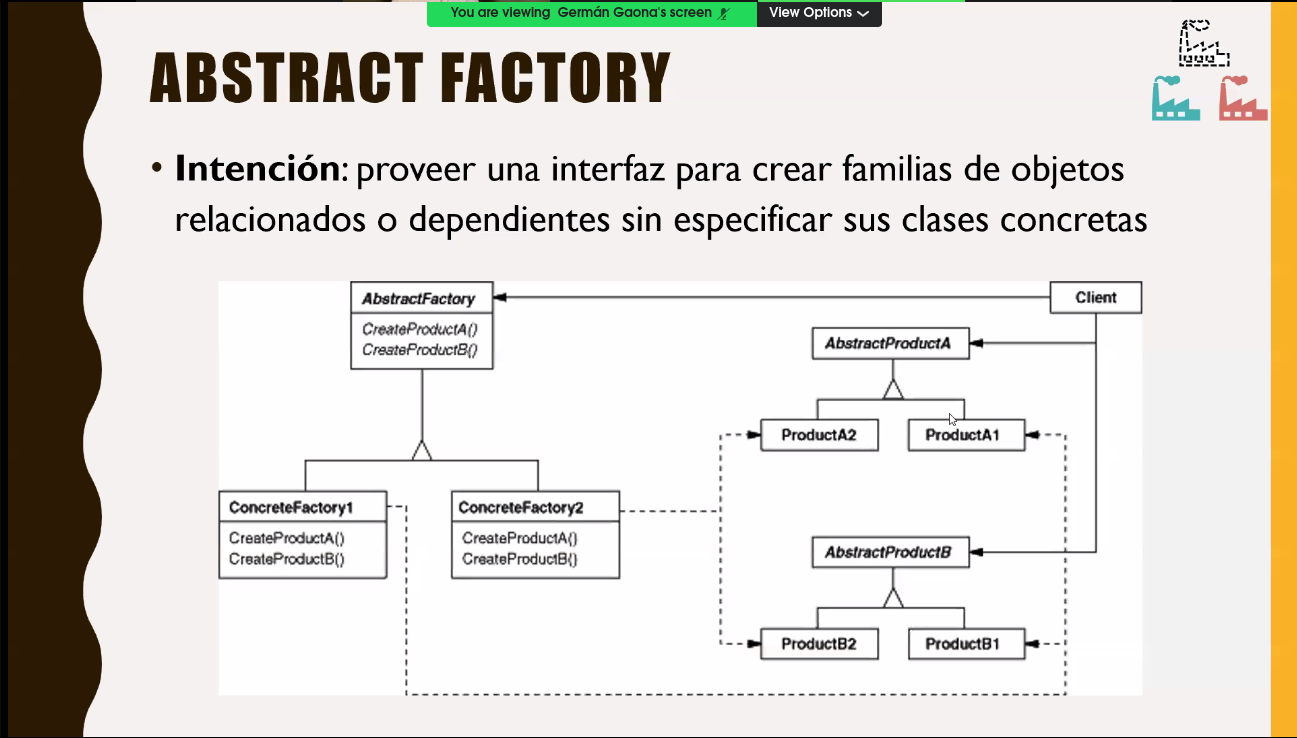 You are viewing Germán Gaona's screen
View Options
ABSTRACT FACTORY
• Intención: proveer una interfaz para crear familias de objetos
relacionados o dependientes sin especificar sus clases concretas
AbstractFactory
CreateProductA()
CreateProductB()
Client
AbstractProductA
ProductA2
ProductA1
ConcreteFactory1
CreateProductA()
CreateProductB()
ConcreteFactory2
CreateProductA()
CreateProductB()
AbstractProductB
ProductB2
ProductB1